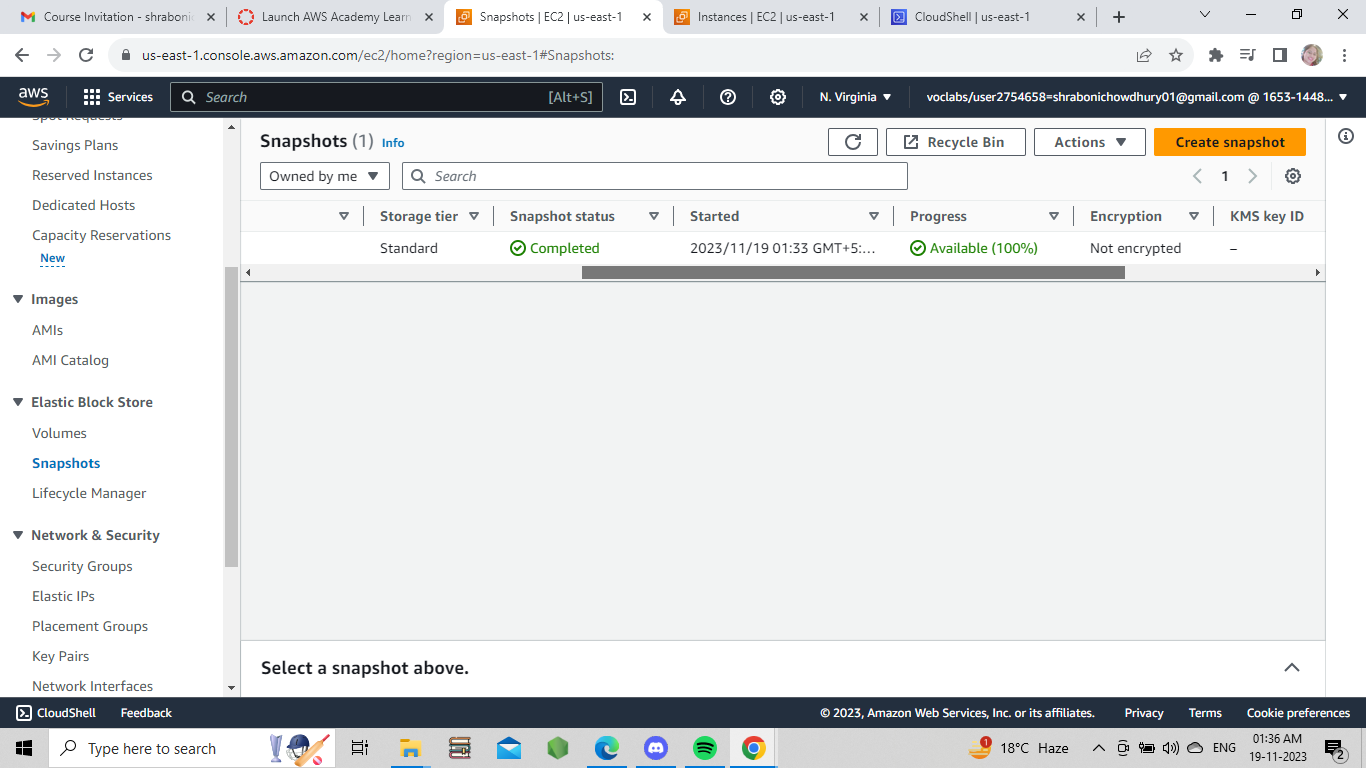 Course Invitation - shraboni
Launch AWS Academy Learn
Snapshots | EC2 | us-east-1
Instances | EC2 | us-east-1
CloudShell | us-east-1
us-east-1.console.aws.amazon.com/ec2/home?region=us-east-1#Snapshots:
aws
Services
Search
[Alt+S]
N. Virginia
voclabs/user2754658=shrabonichowdhury01@gmail.com @ 1653-1448...
Spot Requests
Savings Plans
Reserved Instances
Dedicated Hosts
Capacity Reservations
New
Images
AMIs
AMI Catalog
Elastic Block Store
Volumes
Snapshots
Lifecycle Manager
Network & Security
Security Groups
Elastic IPs
Placement Groups
Key Pairs
Network Interfaces
Snapshots (1) Info
Recycle Bin
Actions
Create snapshot
Owned by me
Search
1
Storage tier
Snapshot status
Started
Progress
Encryption
KMS key ID
Standard
Completed
2023/11/19 01:33 GMT+5:...
Available (100%)
Not encrypted
–
Select a snapshot above.
CloudShell
Feedback
© 2023, Amazon Web Services, Inc. or its affiliates.
Privacy
Terms
Cookie preferences
Type here to search
1
18°C Haze
ENG
01:36 AM
19-11-2023
2